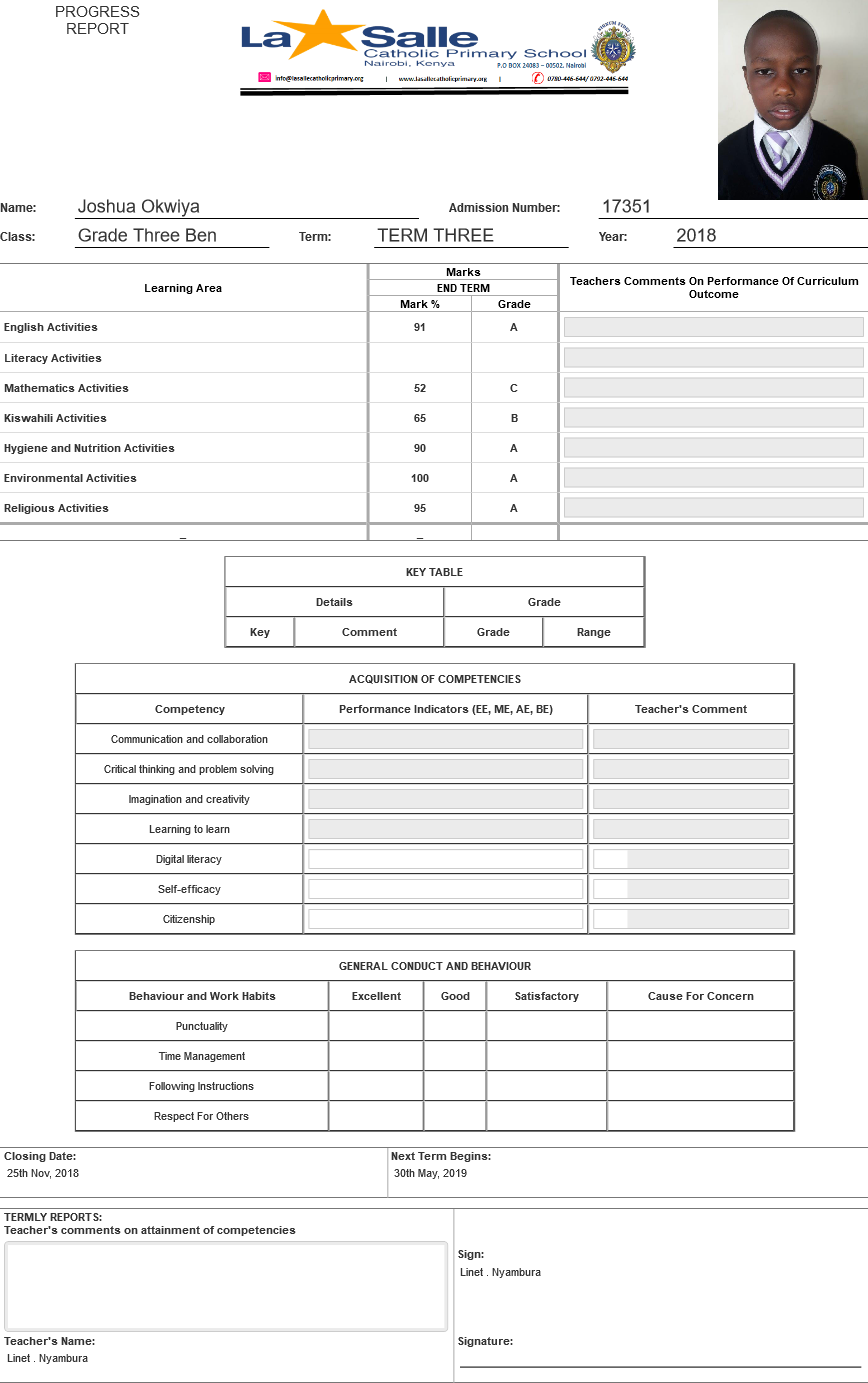 PROGRESS
REPORT
La Salle
Catholic Primary School
Nairobi, Kenya
P.O BOX 24083 – 00502, Nairobi
info@lasallecatholicprimary.org | www.lasallecatholicprimary.org | 0780-446-644/ 0792-446-644
Name: Joshua Okwiya Admission Number: 17351
Class: Grade Three Ben Term: TERM THREE Year: 2018
Learning Area Marks Teachers Comments On Performance Of Curriculum Outcome
END TERM
Mark % Grade
English Activities 91 A
Literacy Activities
Mathematics Activities 52 C
Kiswahili Activities 65 B
Hygiene and Nutrition Activities 90 A
Environmental Activities 100 A
Religious Activities 95 A
_ _
KEY TABLE
Details Grade
Key Comment Grade Range
ACQUISITION OF COMPETENCIES
Competency Performance Indicators (EE, ME, AE, BE) Teacher's Comment
Communication and collaboration
Critical thinking and problem solving
Imagination and creativity
Learning to learn
Digital literacy
Self-efficacy
Citizenship
GENERAL CONDUCT AND BEHAVIOUR
Behaviour and Work Habits Excellent Good Satisfactory Cause For Concern
Punctuality
Time Management
Following Instructions
Respect For Others
Closing Date: Next Term Begins:
25th Nov, 2018 30th May, 2019
TERMLY REPORTS:
Teacher's comments on attainment of competencies
Sign:
Linet . Nyambura
Teacher's Name: Signature:
Linet . Nyambura